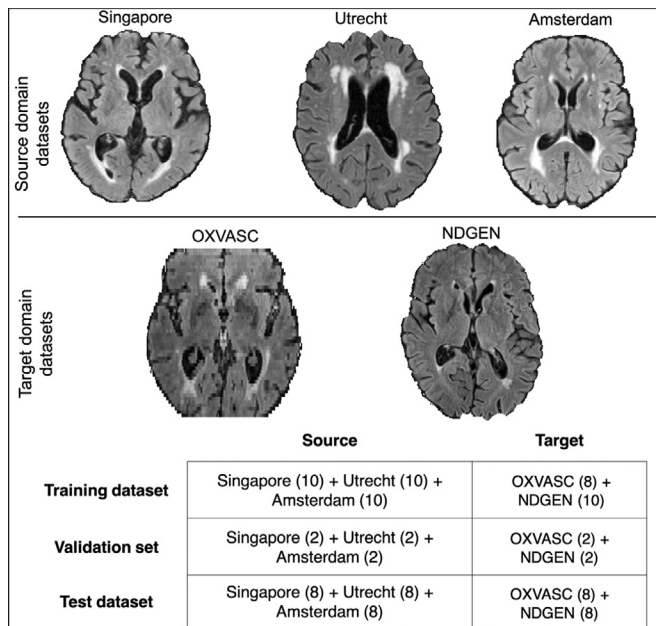 Singapore Utrecht Amsterdam
Source domain
datasets
OXVASC NDGEN
Target domain
datasets
Source Target
Training dataset
Singapore (10) + Utrecht (10) +
Amsterdam (10)
OXVASC (8) +
NDGEN (10)
Validation set
Singapore (2) + Utrecht (2) +
Amsterdam (2)
OXVASC (2) +
NDGEN (2)
Test dataset
Singapore (8) + Utrecht (8) +
Amsterdam (8)
OXVASC (8) +
NDGEN (8)